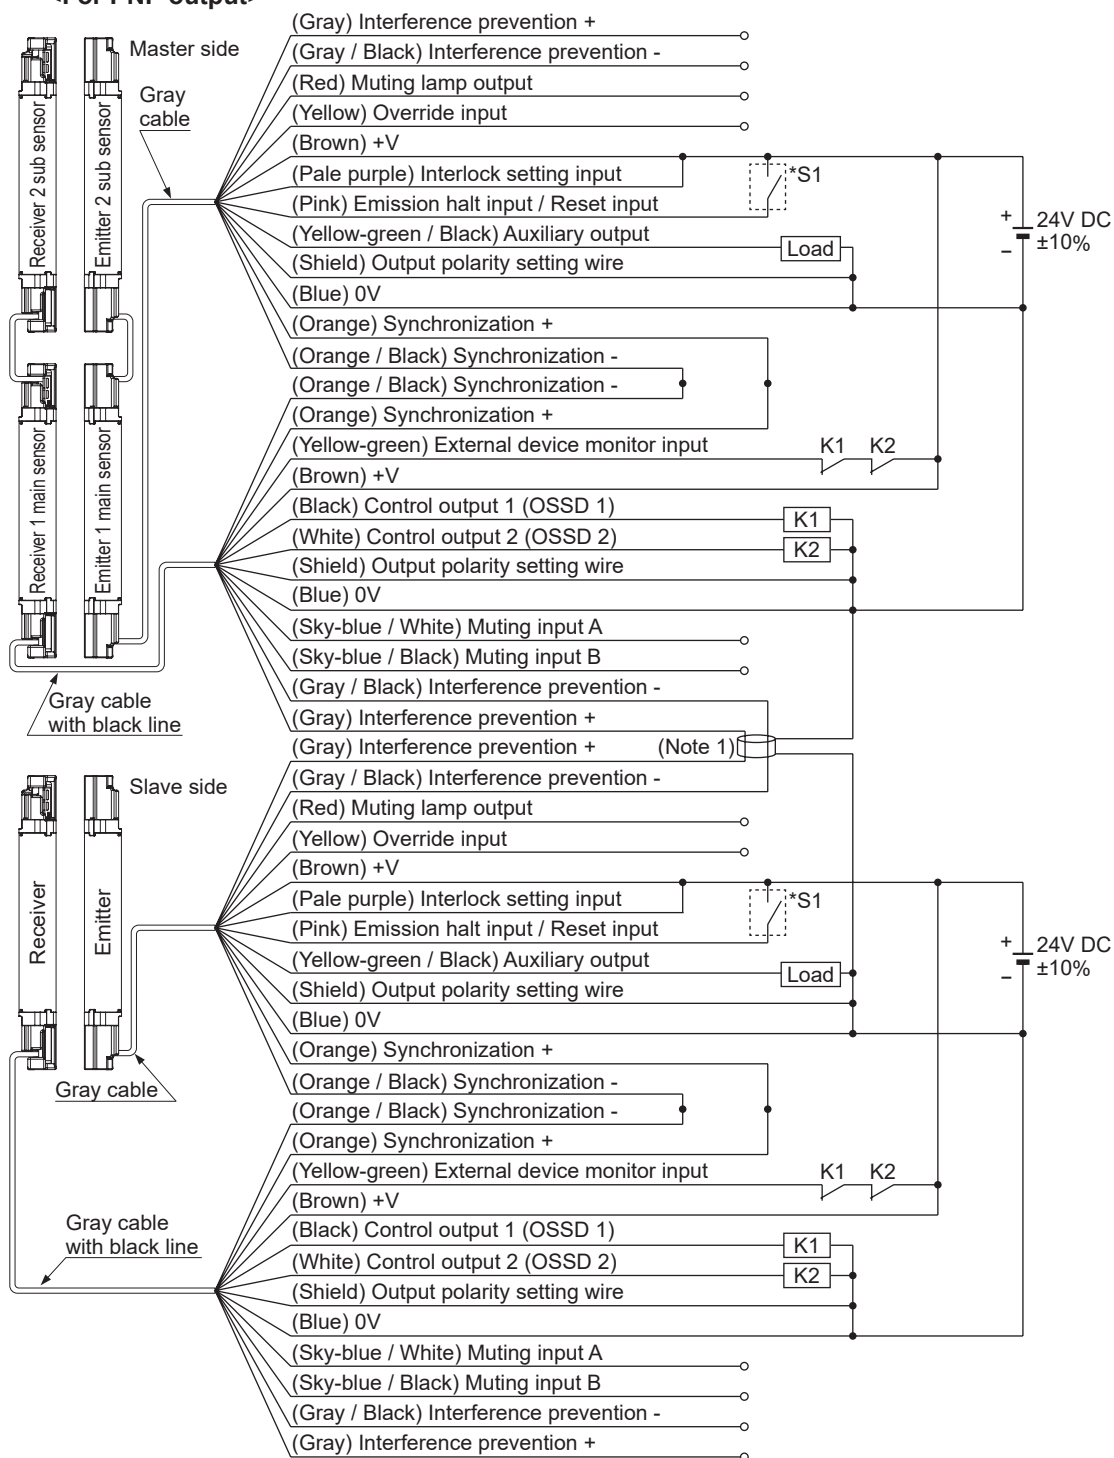 <For PNP output>
(Gray) Interference prevention +
Master side
(Gray / Black) Interference prevention -
(Red) Muting lamp output
Gray
cable
(Yellow) Override input
(Brown) +V
(Pale purple) Interlock setting input
*S1
(Pink) Emission halt input / Reset input
(Yellow-green / Black) Auxiliary output
Load
+
−
24V DC
±10%
(Shield) Output polarity setting wire
(Blue) 0V
Receiver 2 sub sensor
Emitter 2 sub sensor
(Orange) Synchronization +
(Orange / Black) Synchronization -
(Orange / Black) Synchronization -
(Orange) Synchronization +
(Yellow-green) External device monitor input
K1 K2
(Brown) +V
(Black) Control output 1 (OSSD 1)
K1
(White) Control output 2 (OSSD 2)
K2
(Shield) Output polarity setting wire
(Blue) 0V
Receiver 1 main sensor
Emitter 1 main sensor
(Sky-blue / White) Muting input A
(Sky-blue / Black) Muting input B
(Gray / Black) Interference prevention -
Gray cable
with black line
(Gray) Interference prevention +
(Gray) Interference prevention +
(Note 1)
(Gray / Black) Interference prevention -
Slave side
(Red) Muting lamp output
(Yellow) Override input
(Brown) +V
(Pale purple) Interlock setting input
*S1
Receiver
Emitter
(Pink) Emission halt input / Reset input
(Yellow-green / Black) Auxiliary output
Load
+
−
24V DC
±10%
(Shield) Output polarity setting wire
(Blue) 0V
(Orange) Synchronization +
Gray cable
(Orange / Black) Synchronization -
(Orange / Black) Synchronization -
(Orange) Synchronization +
(Yellow-green) External device monitor input
K1 K2
(Brown) +V
Gray cable
with black line
(Black) Control output 1 (OSSD 1)
K1
(White) Control output 2 (OSSD 2)
K2
(Shield) Output polarity setting wire
(Blue) 0V
(Sky-blue / White) Muting input A
(Sky-blue / Black) Muting input B
(Gray / Black) Interference prevention -
(Gray) Interference prevention +